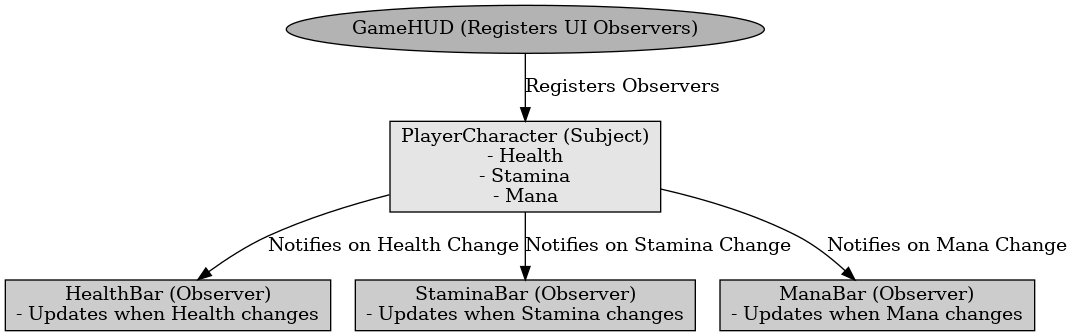 GameHUD (Registers UI Observers)
Registers Observers
PlayerCharacter (Subject)
- Health
- Stamina
- Mana
Notifies on Health Change
Notifies on Stamina Change
Notifies on Mana Change
HealthBar (Observer)
- Updates when Health changes
StaminaBar (Observer)
- Updates when Stamina changes
ManaBar (Observer)
- Updates when Mana changes